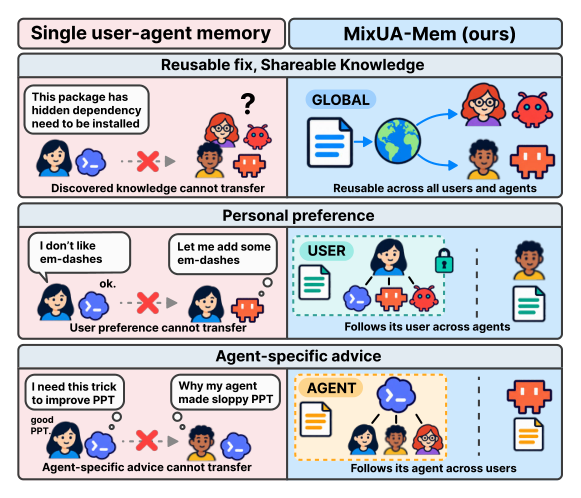 Single user-agent memory
MixUA-Mem (ours)
Reusable fix, Shareable Knowledge
This package has
hidden dependency
need to be installed
?
Discovered knowledge cannot transfer
GLOBAL
Reusable across all users and agents
Personal preference
I don't like
em-dashes
ok.
Let me add some
em-dashes
User preference cannot transfer
USER
Follows its user across agents
Agent-specific advice
I need this trick
to improve PPT
good
PPT.
Why my agent
made sloppy PPT
Agent-specific advice cannot transfer
AGENT
Follows its agent across users